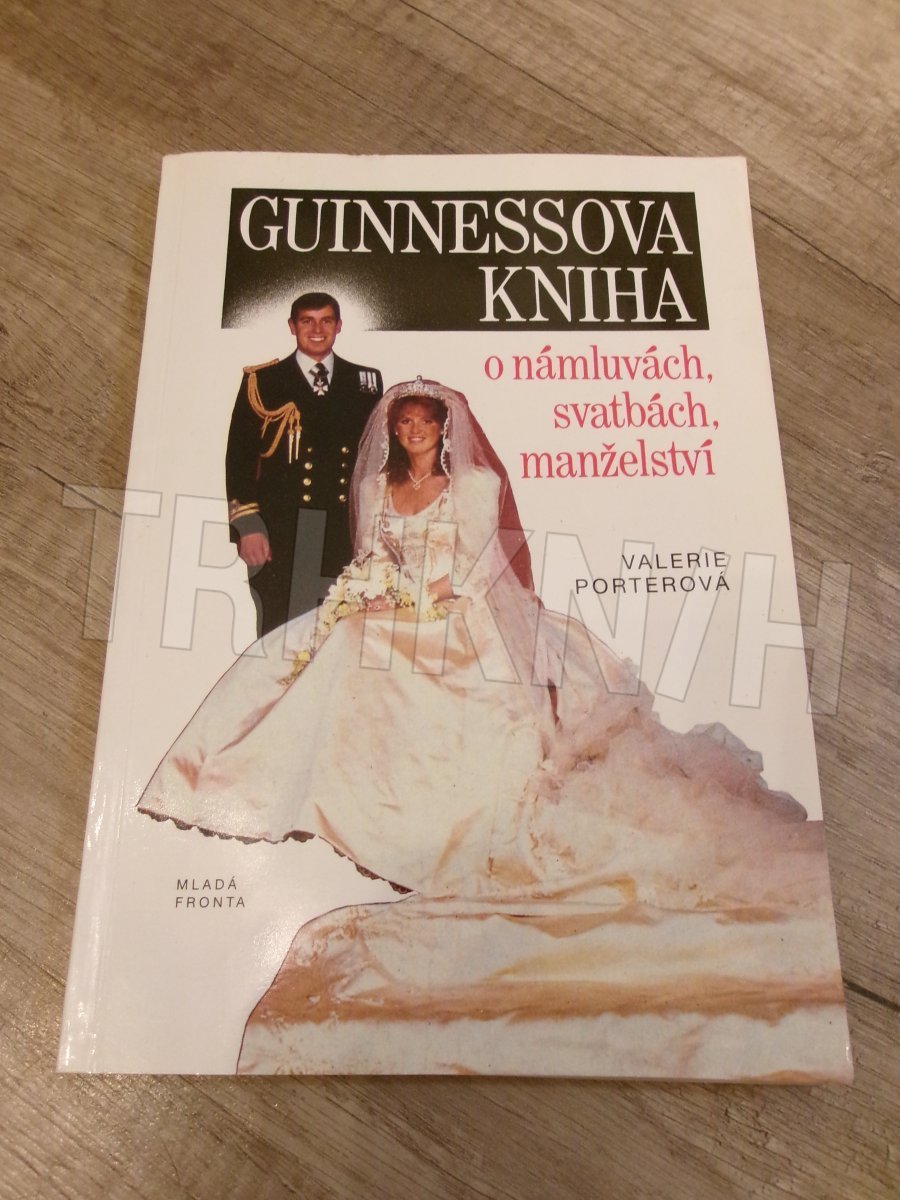 GUINNESSOVA
KNIHA
o námluvách,
svatbách,
manželství
VALERIE
PORTEROVÁ
TRHKNIH
MLADÁ
FRONTA